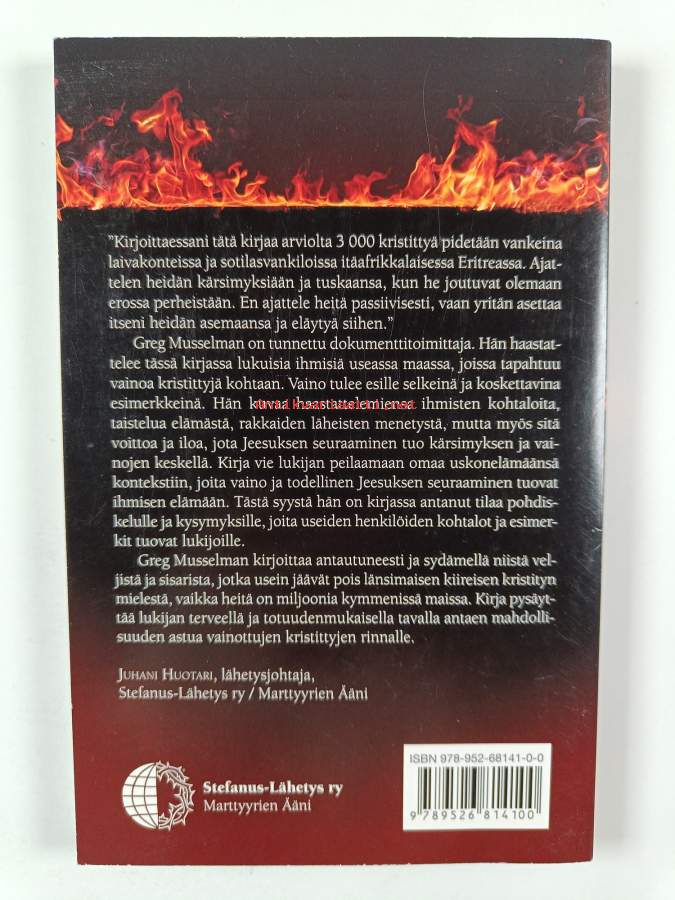 ”Kirjoittaessani tätä kirjaa arviolta 3 000 kristittyä pidetään vankeina
laivakonteissa ja sotilasvankiloissa itäafrikkalaisessa Eritreassa. Ajat-
telen heidän kärsimyksiään ja tuskaansa, kun he joutuvat olemaan
erossa perheistään. En ajattele heitä passiivisesti, vaan yritän asettaa
itseni heidän asemaansa ja eläytyä siihen.”
Greg Musselman on tunnettu dokumenttitoimittaja. Hän haastat-
telee tässä kirjassa lukuisia ihmisiä useassa maassa, joissa tapahtuu
vainoa kristittyjä kohtaan. Vaino tulee esille selkeinä ja koskettavina
esimerkkeinä. Hän kuvaa haastattelemiensa ihmisten kohtaloita,
taistelua elämästä, rakkaiden läheisten menetystä, mutta myös sitä
voittoa ja iloa, jota Jeesuksen seuraaminen tuo kärsimyksen ja vai-
nojen keskellä. Kirja vie lukijan peilaamaan omaa uskonelämäänsä
kontekstiin, joita vaino ja todellinen Jeesuksen seuraaminen tuovat
ihmisen elämään. Tästä syystä hän on kirjassa antanut tilaa pohdis-
kelulle ja kysymyksille, joita useiden henkilöiden kohtalot ja esimer-
kit tuovat lukijoille.
Greg Musselman kirjoittaa antautuneesti ja sydämellä niistä vel-
jistä ja sisarista, jotka usein jäävät pois länsimaisen kiireisen kristityn
mielestä, vaikka heitä on miljoonia kymmenissä maissa. Kirja pysäyt-
tää lukijan terveellä ja totuudenmukaisella tavalla antaen mahdolli-
suuden astua vainottujen kristittyjen rinnalle.
Juhani Huotari, lähetysjohtaja,
Stefanus-Lähetys ry / Marttyyrien Ääni
ISBN 978-952-68141-0-0
Stefanus-Lähetys ry
Marttyyrien Ääni
9 789526 814100